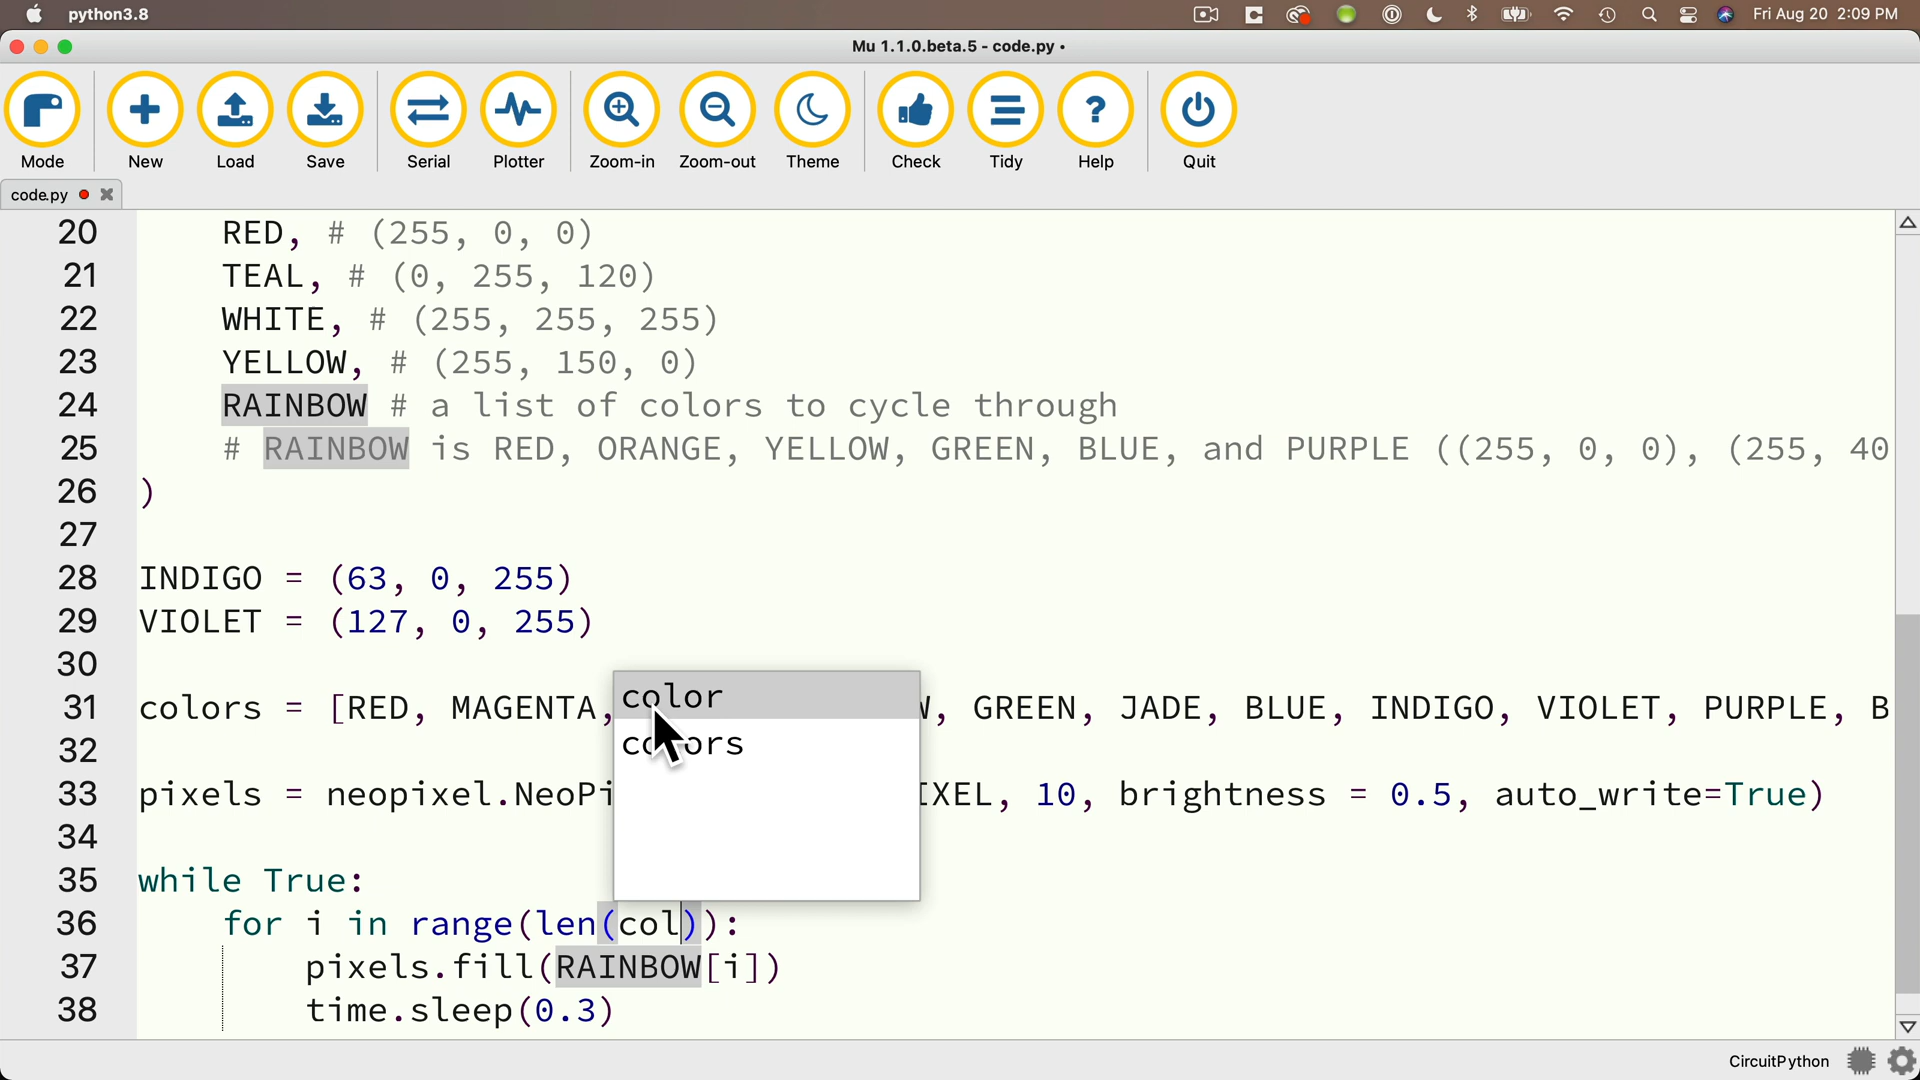 python3.8
Fri Aug 20 2:09 PM
Mu 1.1.0.beta.5 - code.py •
Mode
New
Load
Save
Serial
Plotter
Zoom-in
Zoom-out
Theme
Check
Tidy
Help
Quit
code.py
20 RED, # (255, 0, 0)
21 TEAL, # (0, 255, 120)
22 WHITE, # (255, 255, 255)
23 YELLOW, # (255, 150, 0)
24 RAINBOW # a list of colors to cycle through
25 # RAINBOW is RED, ORANGE, YELLOW, GREEN, BLUE, and PURPLE ((255, 0, 0), (255, 40
26 )
27
28 INDIGO = (63, 0, 255)
29 VIOLET = (127, 0, 255)
30
31 colors = [RED, MAGENTA, W, GREEN, JADE, BLUE, INDIGO, VIOLET, PURPLE, B
color
colors
32
33 pixels = neopixel.NeoPi IXEL, 10, brightness = 0.5, auto_write=True)
34
35 while True:
36 for i in range(len(col)):
37 pixels.fill(RAINBOW[i])
38 time.sleep(0.3)
CircuitPython